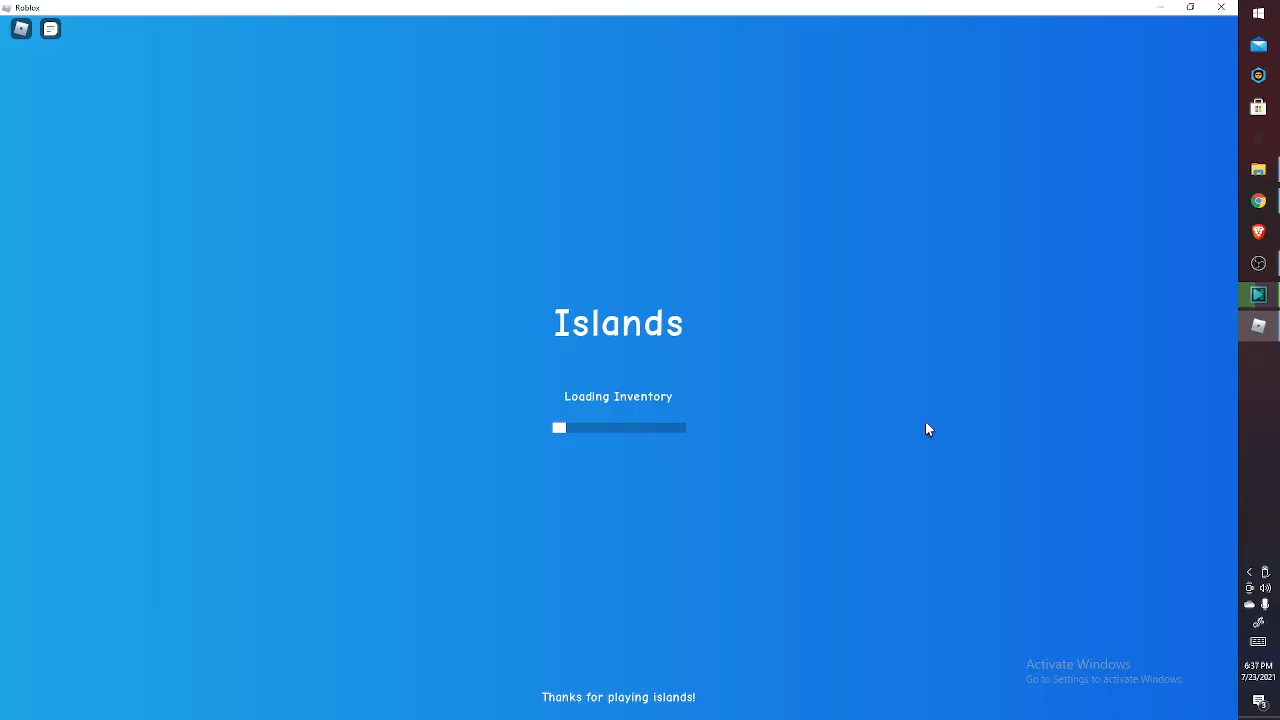 Roblox
Islands
Loading Inventory
Thanks for playing islands!
Activate Windows
Go to Settings to activate Windows.
6:37 PM
7/23/2021